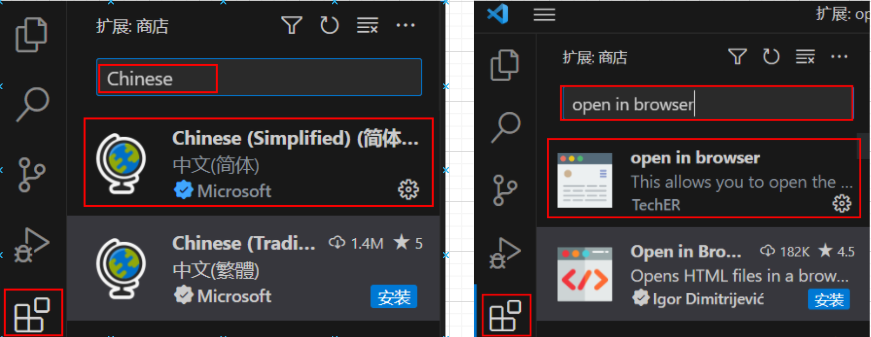 扩展: 商店
Chinese
Chinese (Simplified) (简体...
中文(简体)
Microsoft
Chinese (Tradi... 1.4M ★ 5
中文(繁體)
Microsoft 安装
扩展: op
扩展: 商店
open in browser
open in browser
This allows you to open the ...
TechER
Open in Bro... 182K ★ 4.5
Opens HTML files in a brow...
Igor Dimitrijević 安装